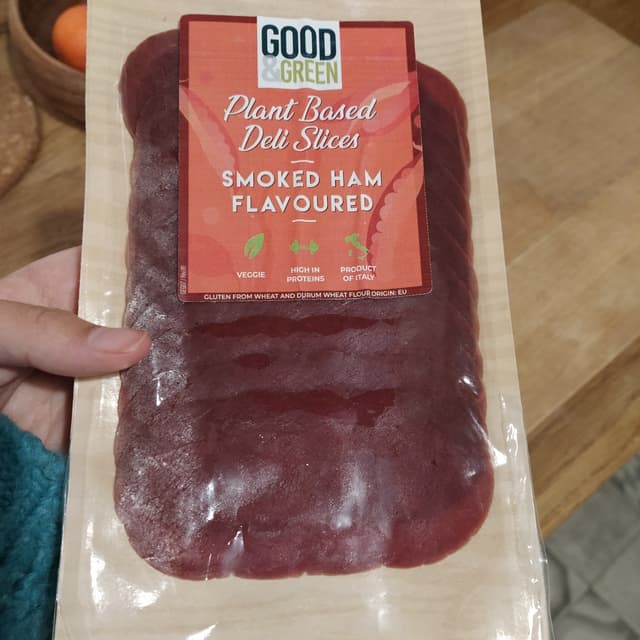 GOOD
&GREEN
Plant Based
Deli Slices
SMOKED HAM
FLAVOURED
VEGGIE
HIGH IN
PROTEINS
PRODUCT
OF ITALY
GLUTEN FROM WHEAT AND DURUM WHEAT FLOUR ORIGIN: EU